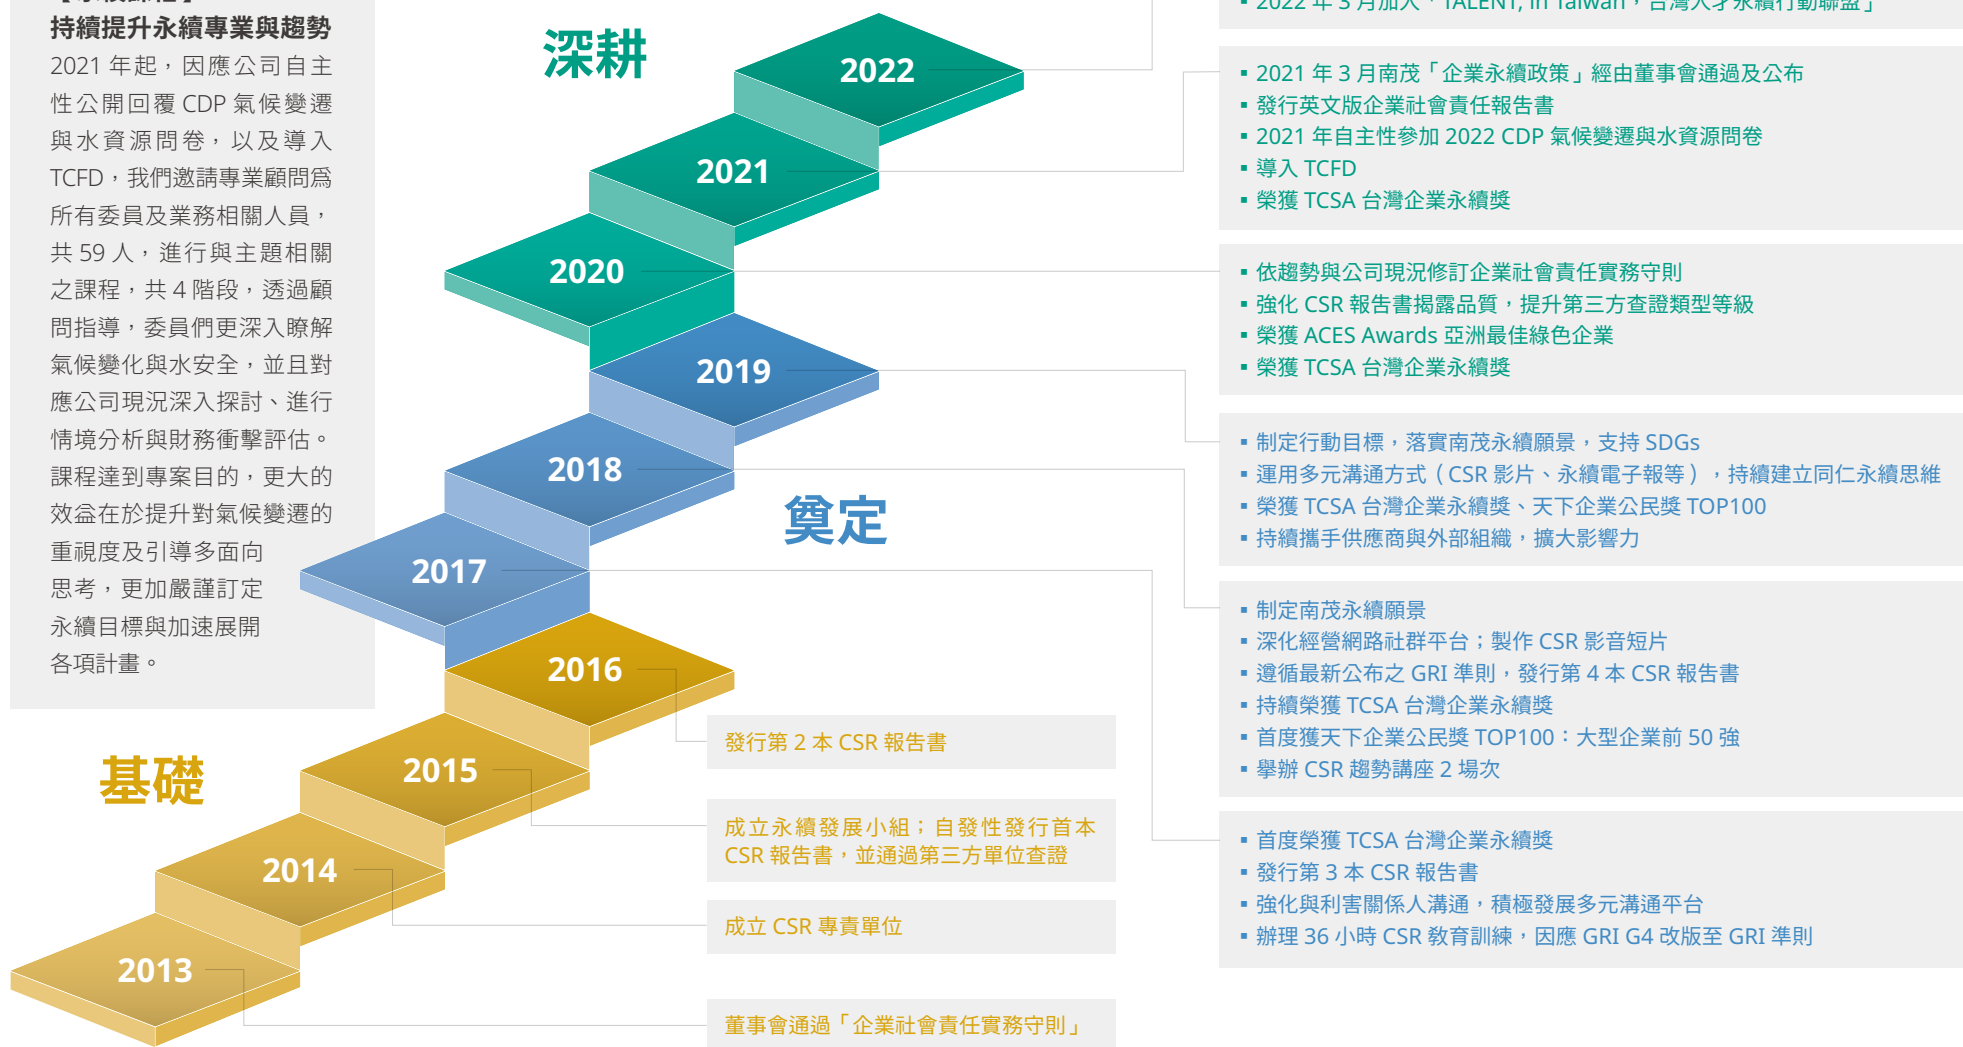 持續提升永續專業與趨勢
2021 年起，因應公司自主
性公開回覆 CDP 氣候變遷
與水資源問卷，以及導入
TCFD，我們邀請專業顧問為
所有委員及業務相關人員，
共 59 人，進行與主題相關
之課程，共 4 階段，透過顧
問指導，委員們更深入瞭解
氣候變化與水安全，並且對
應公司現況深入探討、進行
情境分析與財務衝擊評估。
課程達到專案目的，更大的
效益在於提升對氣候變遷的
重視度及引導多面向
思考，更加嚴謹訂定
永續目標與加速展開
各項計畫。
深耕
2022
2021
2020
2019
2018
奠定
2017
2016
2015
基礎
2014
2013
▪ 2022 年 3 月加入「TALENT, in Taiwan，台灣人才永續行動聯盟」
▪ 2021 年 3 月南茂「企業永續政策」經由董事會通過及公布
▪ 發行英文版企業社會責任報告書
▪ 2021 年自主性參加 2022 CDP 氣候變遷與水資源問卷
▪ 導入 TCFD
▪ 榮獲 TCSA 台灣企業永續獎
▪ 依趨勢與公司現況修訂企業社會責任實務守則
▪ 強化 CSR 報告書揭露品質，提升第三方查證類型等級
▪ 榮獲 ACES Awards 亞洲最佳綠色企業
▪ 榮獲 TCSA 台灣企業永續獎
▪ 制定行動目標，落實南茂永續願景，支持 SDGs
▪ 運用多元溝通方式（CSR 影片、永續電子報等），持續建立同仁永續思維
▪ 榮獲 TCSA 台灣企業永續獎、天下企業公民獎 TOP100
▪ 持續攜手供應商與外部組織，擴大影響力
▪ 制定南茂永續願景
▪ 深化經營網路社群平台；製作 CSR 影音短片
▪ 遵循最新公布之 GRI 準則，發行第 4 本 CSR 報告書
▪ 持續榮獲 TCSA 台灣企業永續獎
▪ 首度獲天下企業公民獎 TOP100：大型企業前 50 強
▪ 舉辦 CSR 趨勢講座 2 場次
▪ 首度榮獲 TCSA 台灣企業永續獎
▪ 發行第 3 本 CSR 報告書
▪ 強化與利害關係人溝通，積極發展多元溝通平台
▪ 辦理 36 小時 CSR 教育訓練，因應 GRI G4 改版至 GRI 準則
發行第 2 本 CSR 報告書
成立永續發展小組；自發性發行首本
CSR 報告書，並通過第三方單位查證
成立 CSR 專責單位
董事會通過「企業社會責任實務守則」